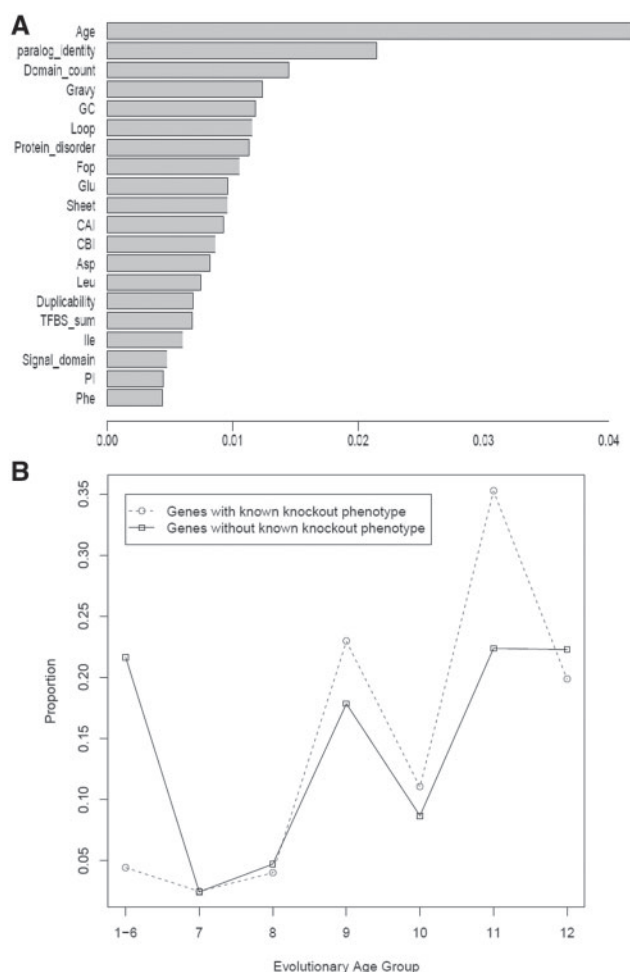 A
Age
paralog_identity
Domain_count
Gravy
GC
Loop
Protein_disorder
Fop
Glu
Sheet
CAI
CBI
Asp
Leu
Duplicability
TFBS_sum
Ile
Signal_domain
PI
Phe
0.00 0.01 0.02 0.03 0.04
B
Genes with known knockout phenotype
Genes without known knockout phenotype
Proportion
0.35
0.30
0.25
0.20
0.15
0.10
0.05
1−6 7 8 9 10 11 12
Evolutionary Age Group